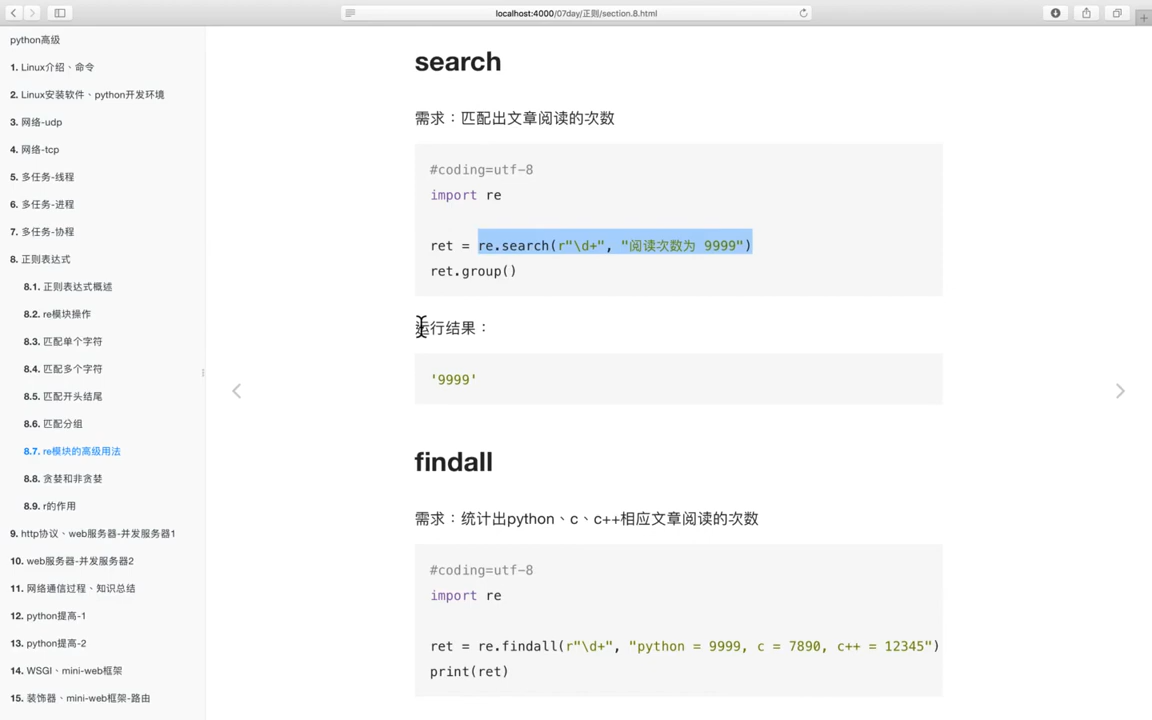 localhost:4000/07day/正则/section.8.html
python高级
1. Linux介绍、命令
2. Linux安装软件、python开发环境
3. 网络-udp
4. 网络-tcp
5. 多任务-线程
6. 多任务-进程
7. 多任务-协程
8. 正则表达式
8.1. 正则表达式概述
8.2. re模块操作
8.3. 匹配单个字符
8.4. 匹配多个字符
8.5. 匹配开头结尾
8.6. 匹配分组
8.7. re模块的高级用法
8.8. 贪婪和非贪婪
8.9. r的作用
9. http协议、web服务器-并发服务器1
10. web服务器-并发服务器2
11. 网络通信过程、知识总结
12. python提高-1
13. python提高-2
14. WSGI、mini-web框架
15. 装饰器、mini-web框架-路由
search
需求：匹配出文章阅读的次数
#coding=utf-8
import re
ret = re.search(r"\d+", "阅读次数为 9999")
ret.group()
运行结果：
'9999'
findall
需求：统计出python、c、c++相应文章阅读的次数
#coding=utf-8
import re
ret = re.findall(r"\d+", "python = 9999, c = 7890, c++ = 12345")
print(ret)